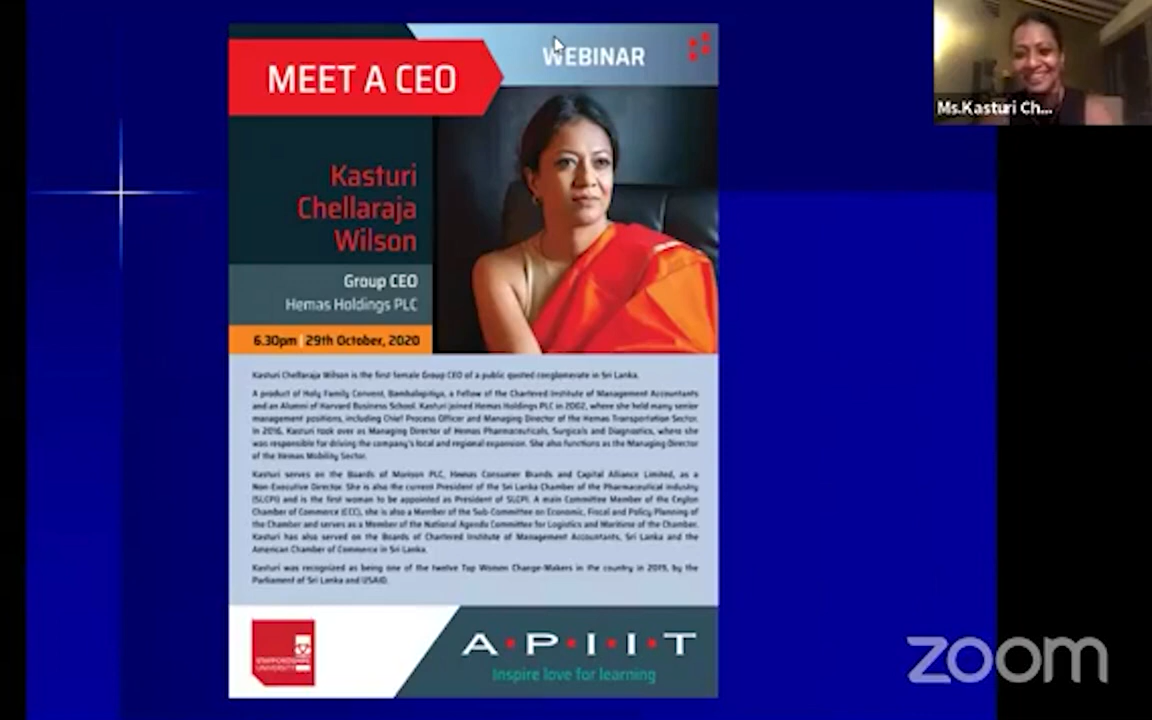 WEBINAR
MEET A CEO
Kasturi
Chellaraja
Wilson
Group CEO
Hemas Holdings PLC
6.30pm | 29th October, 2020
Kasturi Chellaraja Wilson is the first female Group CEO of a public quoted conglomerate in Sri Lanka.
A product of Holy Family Convent, Bambalapitiya, a Fellow of the Chartered Institute of Management Accountants
and an Alumni of Harvard Business School. Kasturi joined Hemas Holdings PLC in 2002, where she held many senior
management positions, including Chief Process Officer and Managing Director of the Hemas Transportation Sector.
In 2016, Kasturi took over as Managing Director of Hemas Pharmaceuticals, Surgicals and Diagnostics, where she
was responsible for driving the company's local and regional expansion. She also functions as the Managing Director
of the Hemas Mobility Sector.
Kasturi serves on the Boards of Morison PLC, Hemas Consumer Brands and Capital Alliance Limited, as a
Non-Executive Director. She is also the current President of the Sri Lanka Chamber of the Pharmaceutical Industry
(SLCPI) and is the first woman to be appointed as President of SLCPI. A main Committee Member of the Ceylon
Chamber of Commerce (CCC), she is also a Member of the Sub-Committee on Economic, Fiscal and Policy Planning of
the Chamber and serves as a Member of the National Agenda Committee for Logistics and Maritime of the Chamber.
Kasturi has also served on the Boards of Chartered Institute of Management Accountants, Sri Lanka and the
American Chamber of Commerce in Sri Lanka.
Kasturi was recognized as being one of the twelve Top Women Change-Makers in the country in 2019, by the
Parliament of Sri Lanka and USAID.
STAFFORDSHIRE
UNIVERSITY
A·P·I·I·T
Inspire love for learning
Ms.Kasturi Ch...
zoom